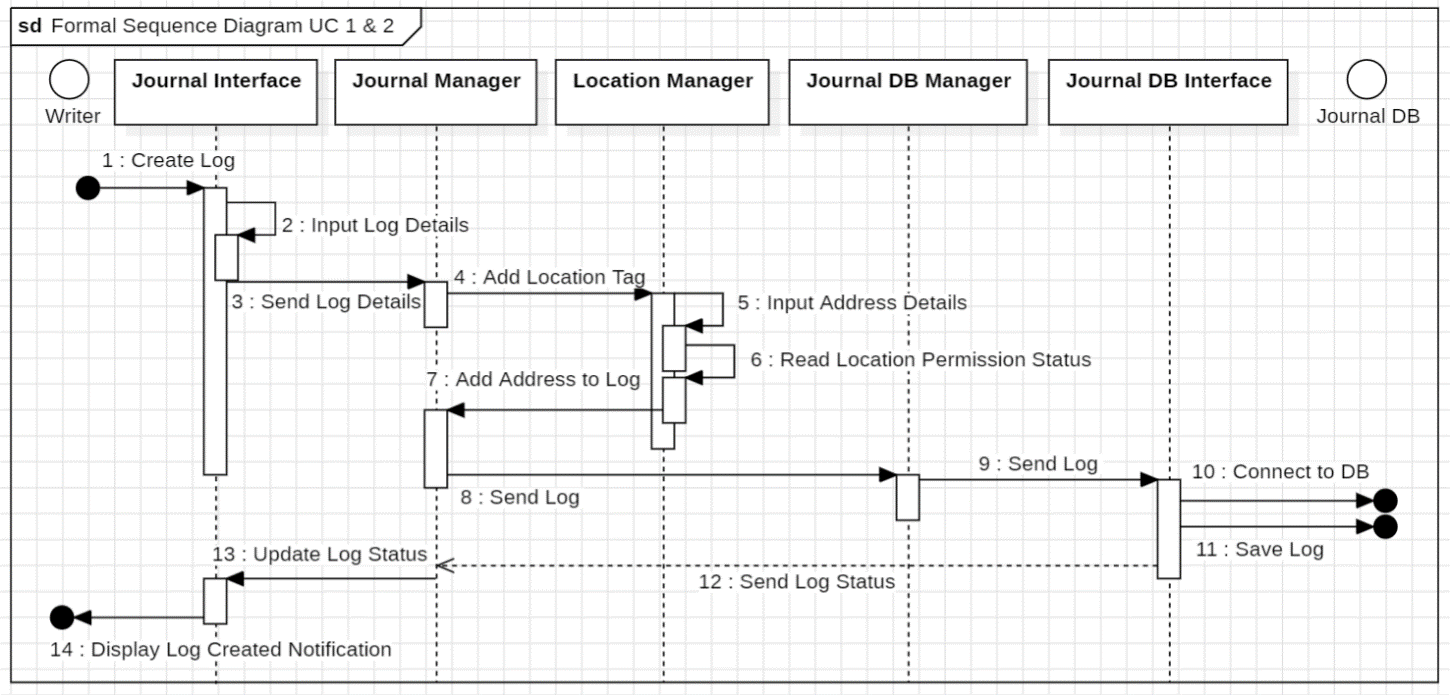 sd Formal Sequence Diagram UC 1 & 2
Journal Interface
Journal Manager
Location Manager
Journal DB Manager
Journal DB Interface
Writer
Journal DB
1 : Create Log
2 : Input Log Details
3 : Send Log Details
4 : Add Location Tag
5 : Input Address Details
6 : Read Location Permission Status
7 : Add Address to Log
8 : Send Log
9 : Send Log
10 : Connect to DB
11 : Save Log
12 : Send Log Status
13 : Update Log Status
14 : Display Log Created Notification